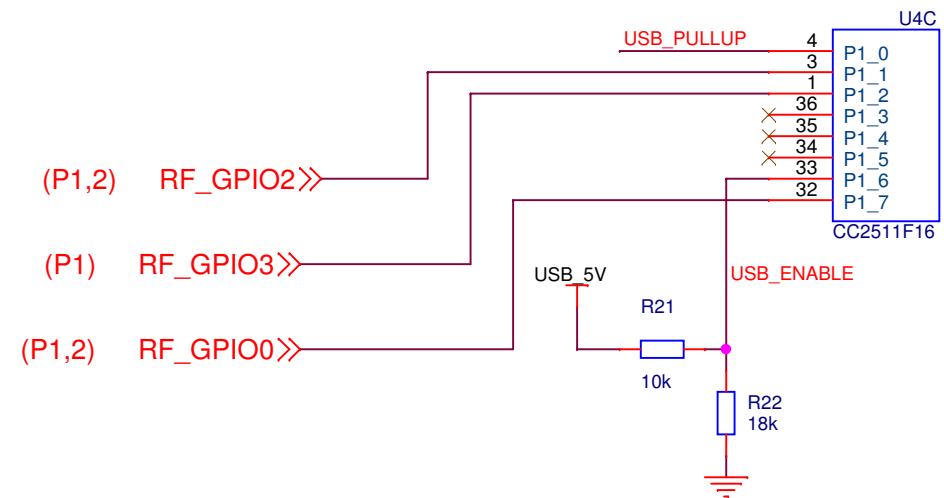 U4C
USB_PULLUP
4
P1_0
3
P1_1
1
P1_2
36
P1_3
35
P1_4
34
P1_5
33
P1_6
32
P1_7
CC2511F16
(P1,2) RF_GPIO2
(P1) RF_GPIO3
(P1,2) RF_GPIO0
USB_5V
USB_ENABLE
R21
10k
R22
18k